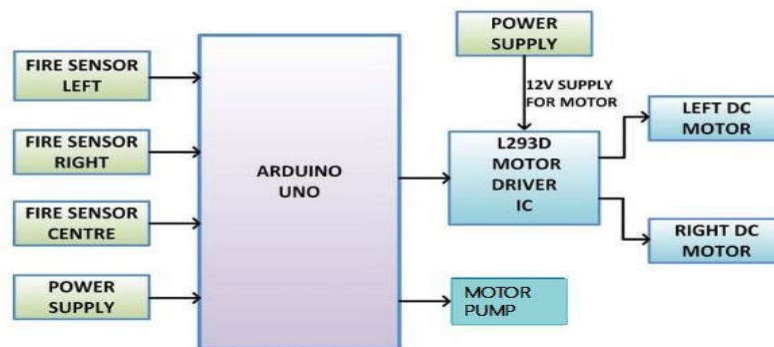 POWER
SUPPLY
FIRE SENSOR
LEFT
12V SUPPLY
FOR MOTOR
LEFT DC
MOTOR
FIRE SENSOR
RIGHT
ARDUINO
UNO
L293D
MOTOR
DRIVER
IC
FIRE SENSOR
CENTRE
RIGHT DC
MOTOR
POWER
SUPPLY
MOTOR
PUMP